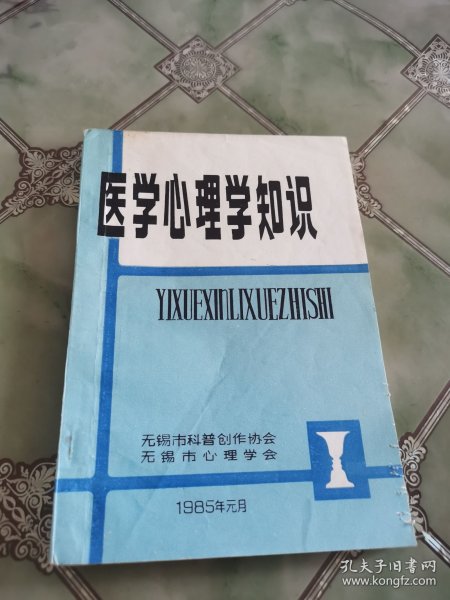 医学心理学知识
YIXUEXINLIXUEZHISHI
无锡市科普创作协会
无锡市心理学会
1985年元月
孔夫子旧书网
www.kongfz.com